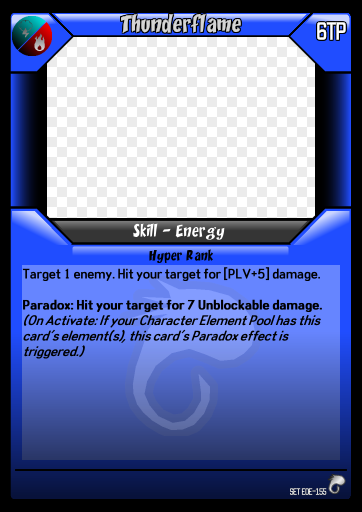 Thunderflame
6TP
Skill - Energy
Hyper Rank
Target 1 enemy. Hit your target for [PLV+5] damage.
Paradox: Hit your target for 7 Unblockable damage.
(On Activate: If your Character Element Pool has this
card's element(s), this card's Paradox effect is
triggered.)
SET EOE-155